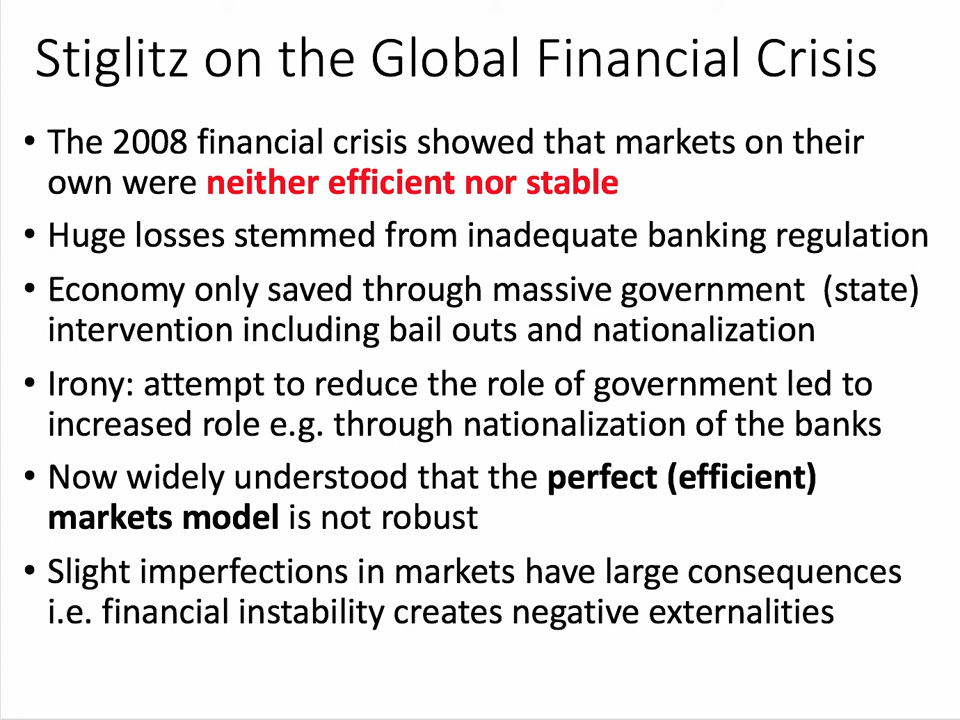 Stiglitz on the Global Financial Crisis
• The 2008 financial crisis showed that markets on their
own were neither efficient nor stable
• Huge losses stemmed from inadequate banking regulation
• Economy only saved through massive government (state)
intervention including bail outs and nationalization
• Irony: attempt to reduce the role of government led to
increased role e.g. through nationalization of the banks
• Now widely understood that the perfect (efficient)
markets model is not robust
• Slight imperfections in markets have large consequences
i.e. financial instability creates negative externalities